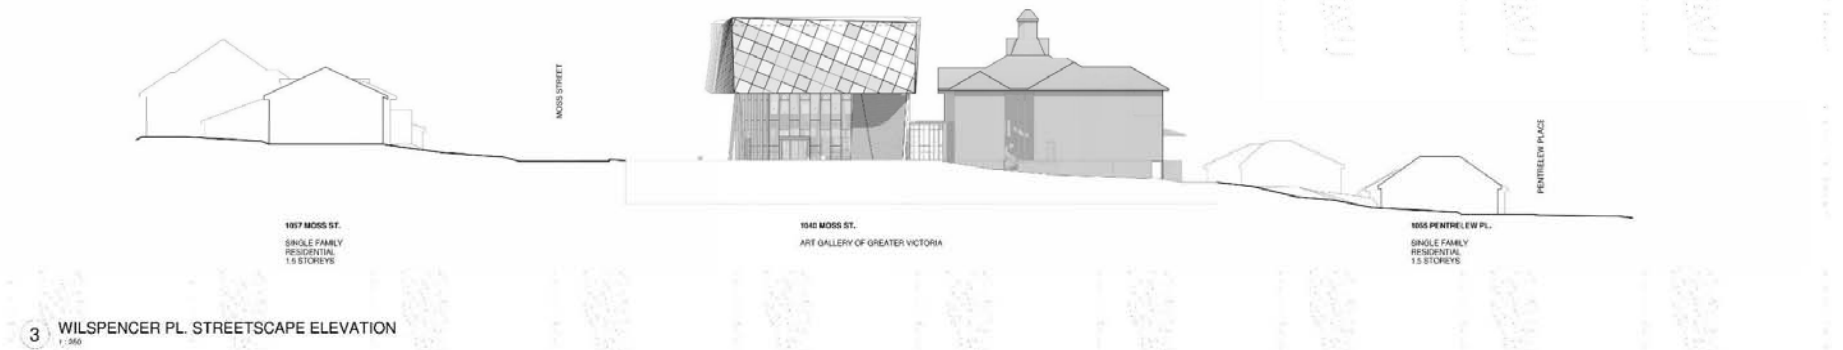 MOSS STREET
PENTRELEW PLACE
1057 MOSS ST.
SINGLE FAMILY
RESIDENTIAL
1.5 STOREYS
1040 MOSS ST.
ART GALLERY OF GREATER VICTORIA
1055 PENTRELEW PL.
SINGLE FAMILY
RESIDENTIAL
1.5 STOREYS
3 WILSPENCER PL. STREETSCAPE ELEVATION